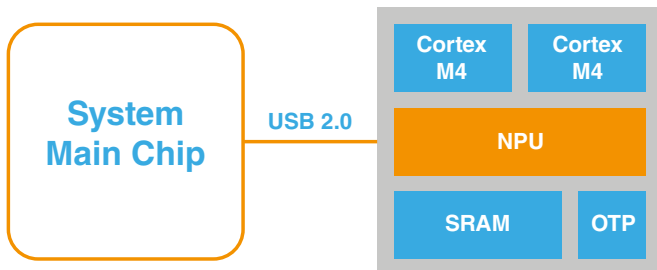 System
Main Chip
USB 2.0
Cortex
M4
Cortex
M4
NPU
SRAM
OTP